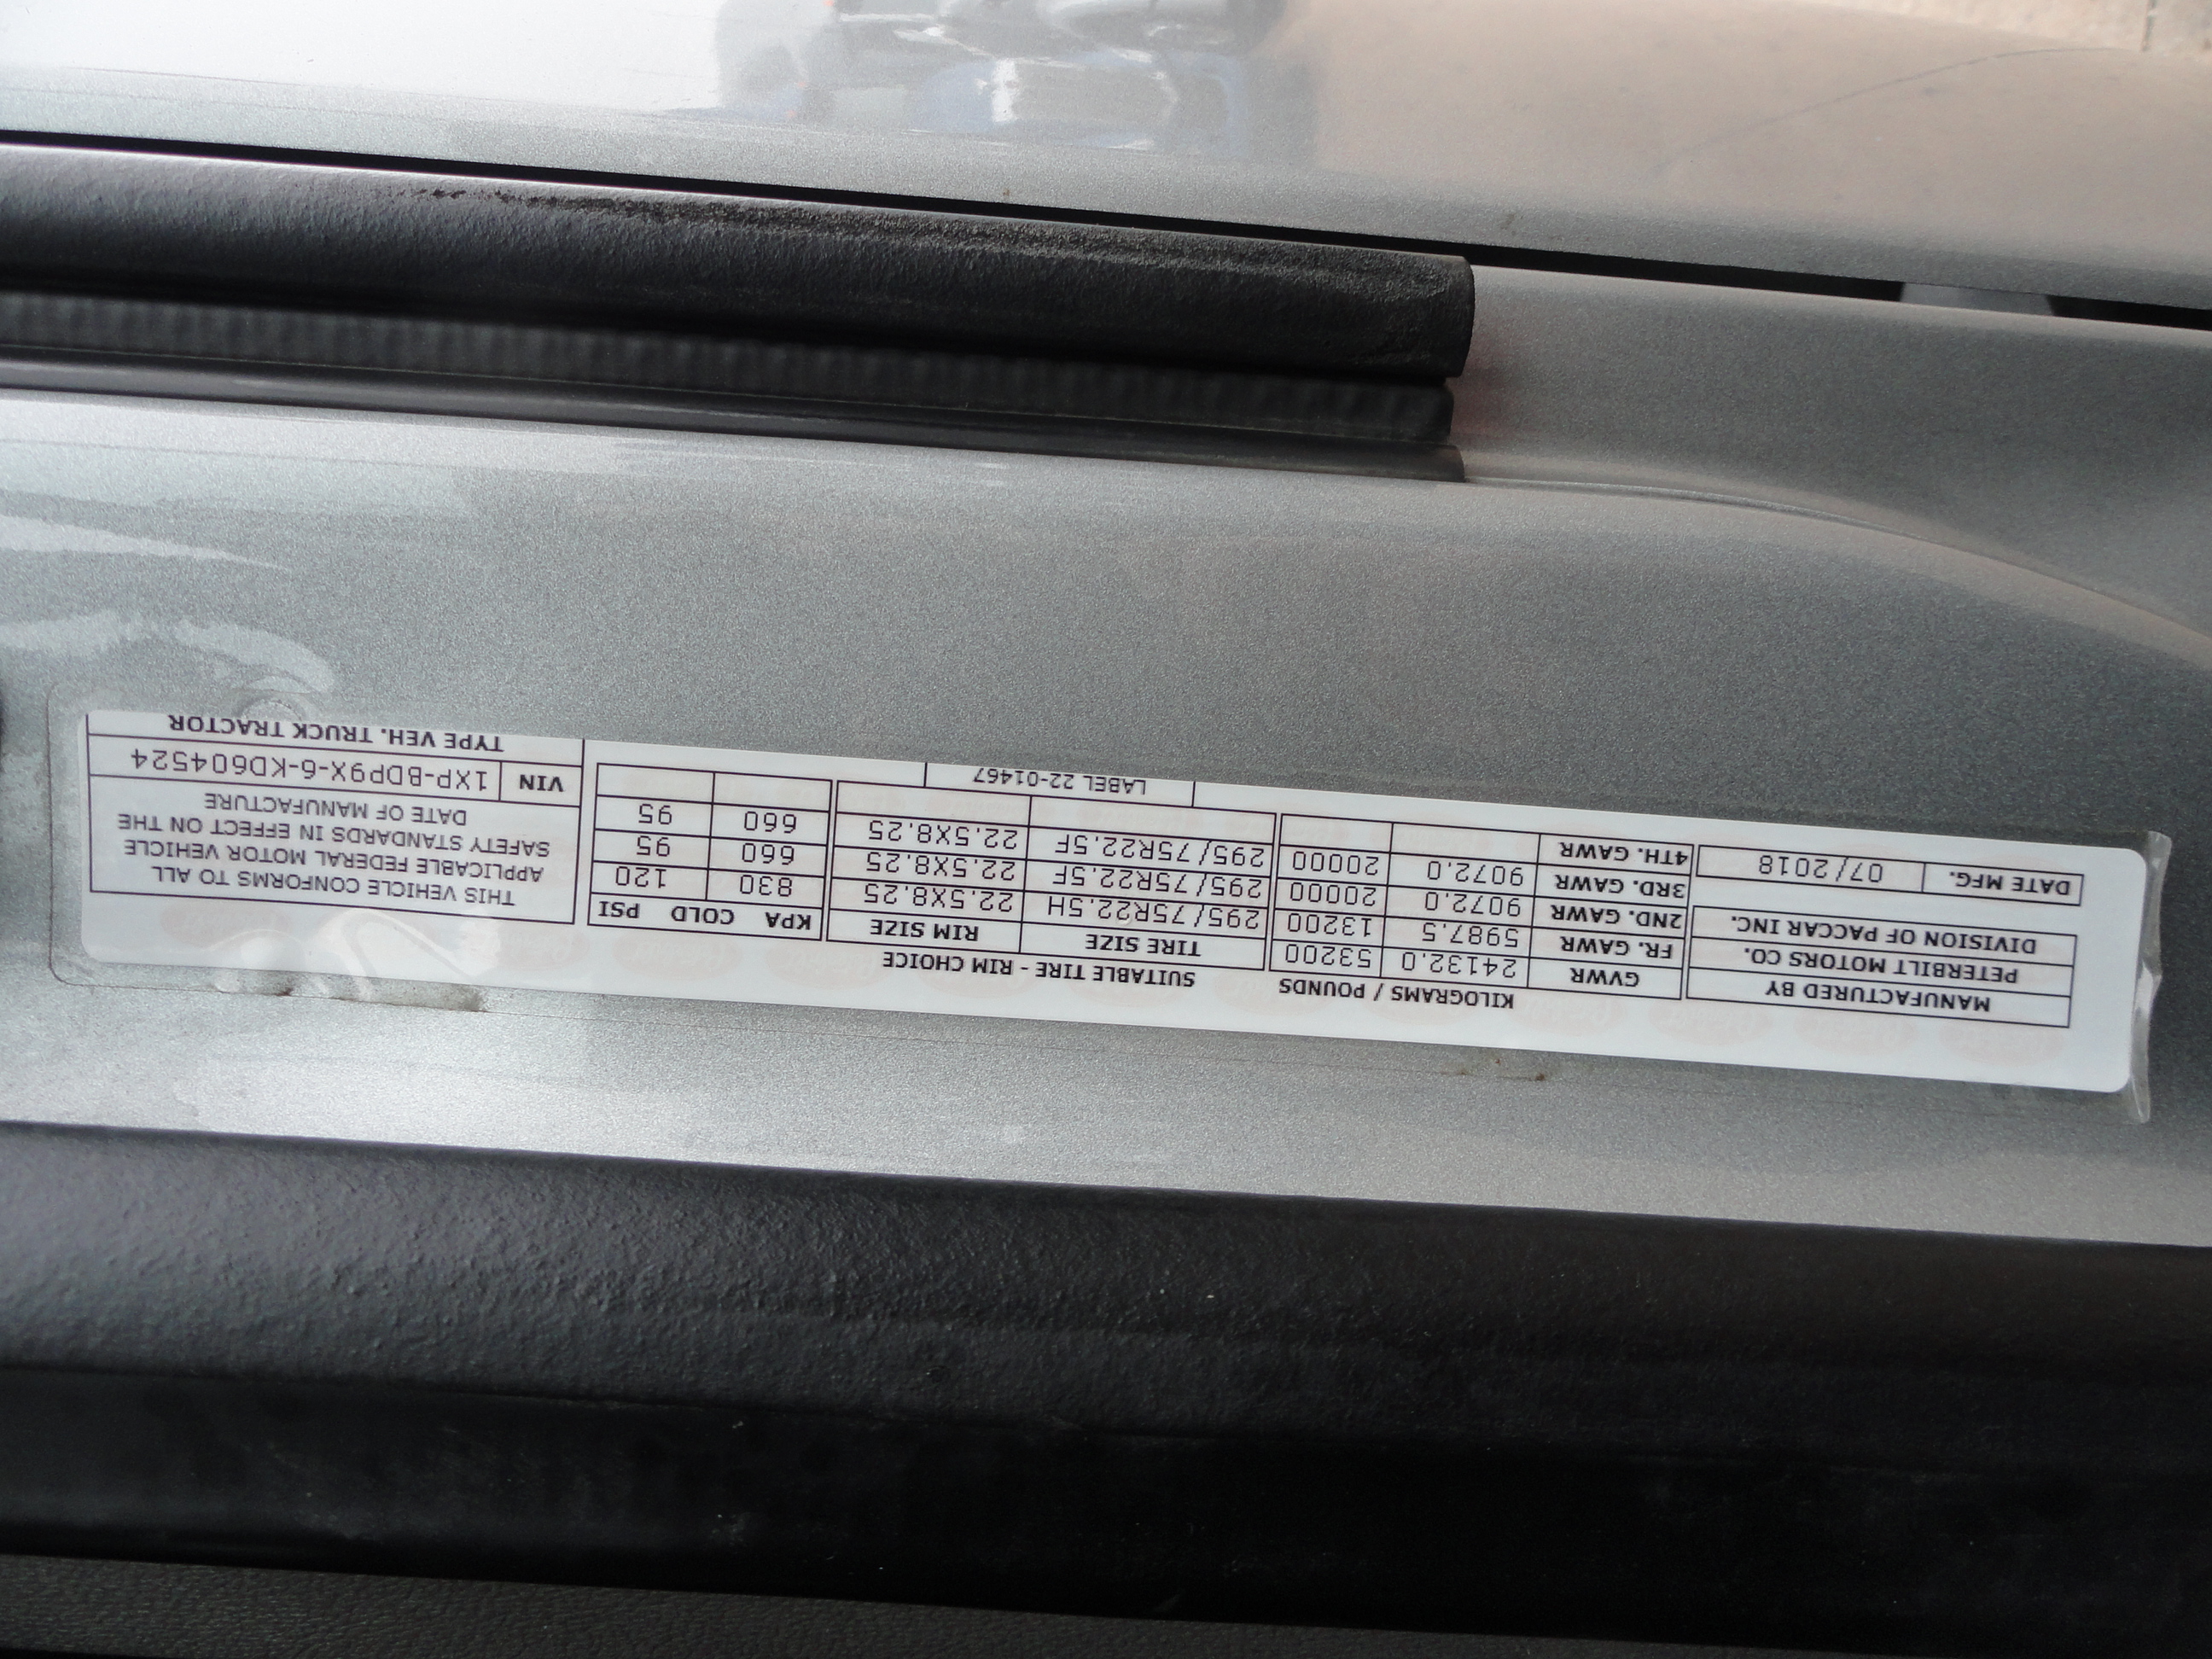 MANUFACTURED BY
PETERBILT MOTORS CO.
DIVISION OF PACCAR INC.
DATE MFG. 07/2018
KILOGRAMS / POUNDS
GVWR 24132.0 53200
FR. GAWR 5987.5 13200
2ND. GAWR 9072.0 20000
3RD. GAWR 9072.0 20000
4TH. GAWR
SUITABLE TIRE - RIM CHOICE
TIRE SIZE RIM SIZE
295/75R22.5H 22.5X8.25
295/75R22.5F 22.5X8.25
295/75R22.5F 22.5X8.25
KPA COLD PSI
830 120
660 95
660 95
LABEL 22-01467
THIS VEHICLE CONFORMS TO ALL
APPLICABLE FEDERAL MOTOR VEHICLE
SAFETY STANDARDS IN EFFECT ON THE
DATE OF MANUFACTURE
VIN 1XP-BDP9X-6-KD604524
TYPE VEH. TRUCK TRACTOR